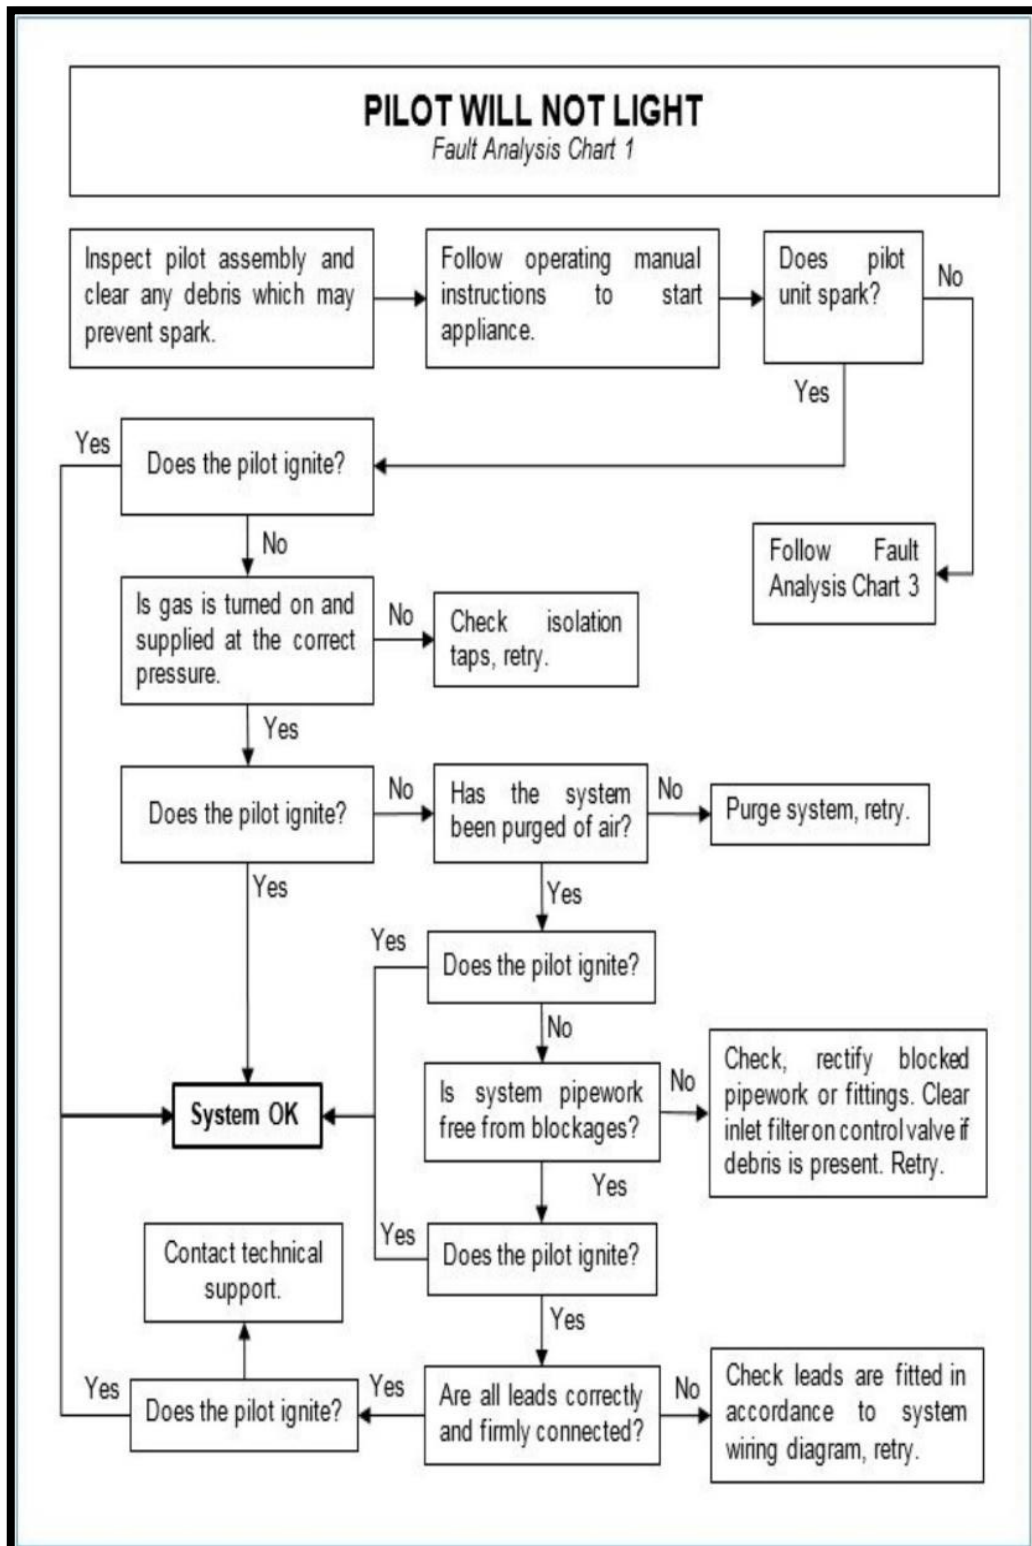 PILOT WILL NOT LIGHT
Fault Analysis Chart 1
Inspect pilot assembly and
clear any debris which may
prevent spark.
Follow operating manual
instructions to start
appliance.
Does pilot
unit spark?
No
Yes
Yes
Does the pilot ignite?
No
Follow Fault
Analysis Chart 3
Is gas is turned on and
supplied at the correct
pressure.
No
Check isolation
taps, retry.
Yes
Does the pilot ignite?
No
Has the system
been purged of air?
No
Purge system, retry.
Yes
Yes
Yes
Does the pilot ignite?
No
System OK
Is system pipework
free from blockages?
No
Check, rectify blocked
pipework or fittings. Clear
inlet filter on control valve if
debris is present. Retry.
Yes
Yes
Does the pilot ignite?
Contact technical
support.
Yes
Yes
Does the pilot ignite?
Yes
Are all leads correctly
and firmly connected?
No
Check leads are fitted in
accordance to system
wiring diagram, retry.